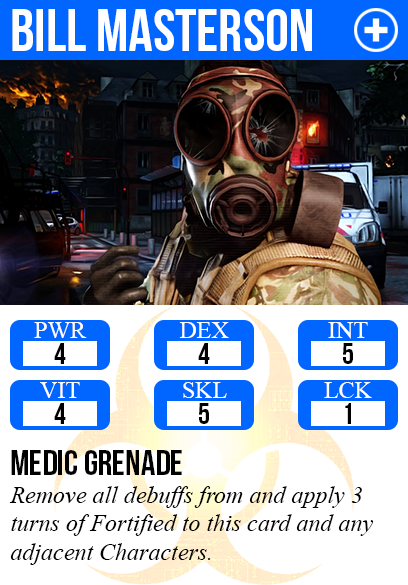 BILL MASTERSON
PWR DEX INT
4 4 5
VIT SKL LCK
4 5 1
MEDIC GRENADE
Remove all debuffs from and apply 3
turns of Fortified to this card and any
adjacent Characters.